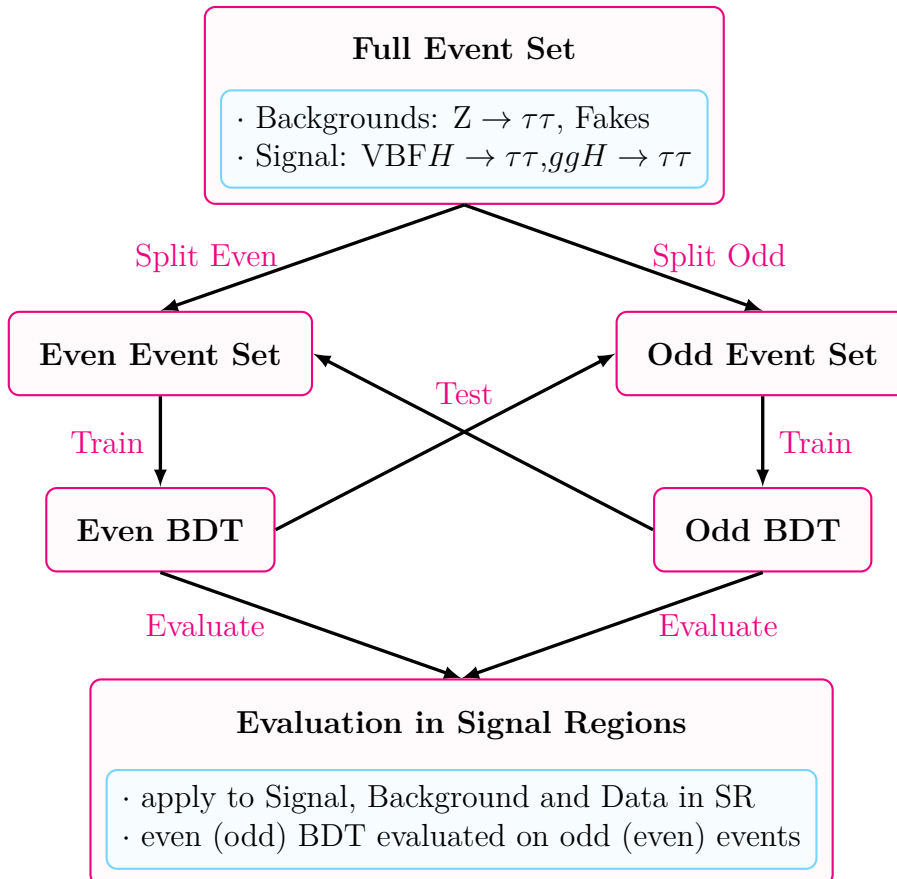 Full Event Set
· Backgrounds: Z → ττ, Fakes
· Signal: VBFH → ττ,ggH → ττ
Split Even
Split Odd
Even Event Set
Odd Event Set
Test
Train
Train
Even BDT
Odd BDT
Evaluate
Evaluate
Evaluation in Signal Regions
· apply to Signal, Background and Data in SR
· even (odd) BDT evaluated on odd (even) events